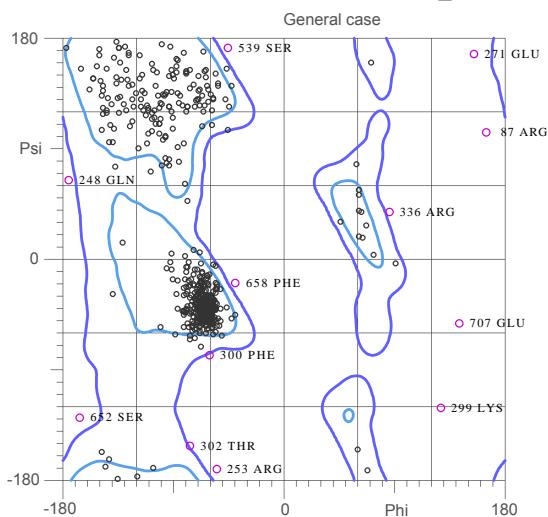 General case
180
539 SER
271 GLU
87 ARG
Psi
248 GLN
336 ARG
0
658 PHE
707 GLU
300 PHE
652 SER
299 LYS
302 THR
253 ARG
-180
-180
0
Phi
180